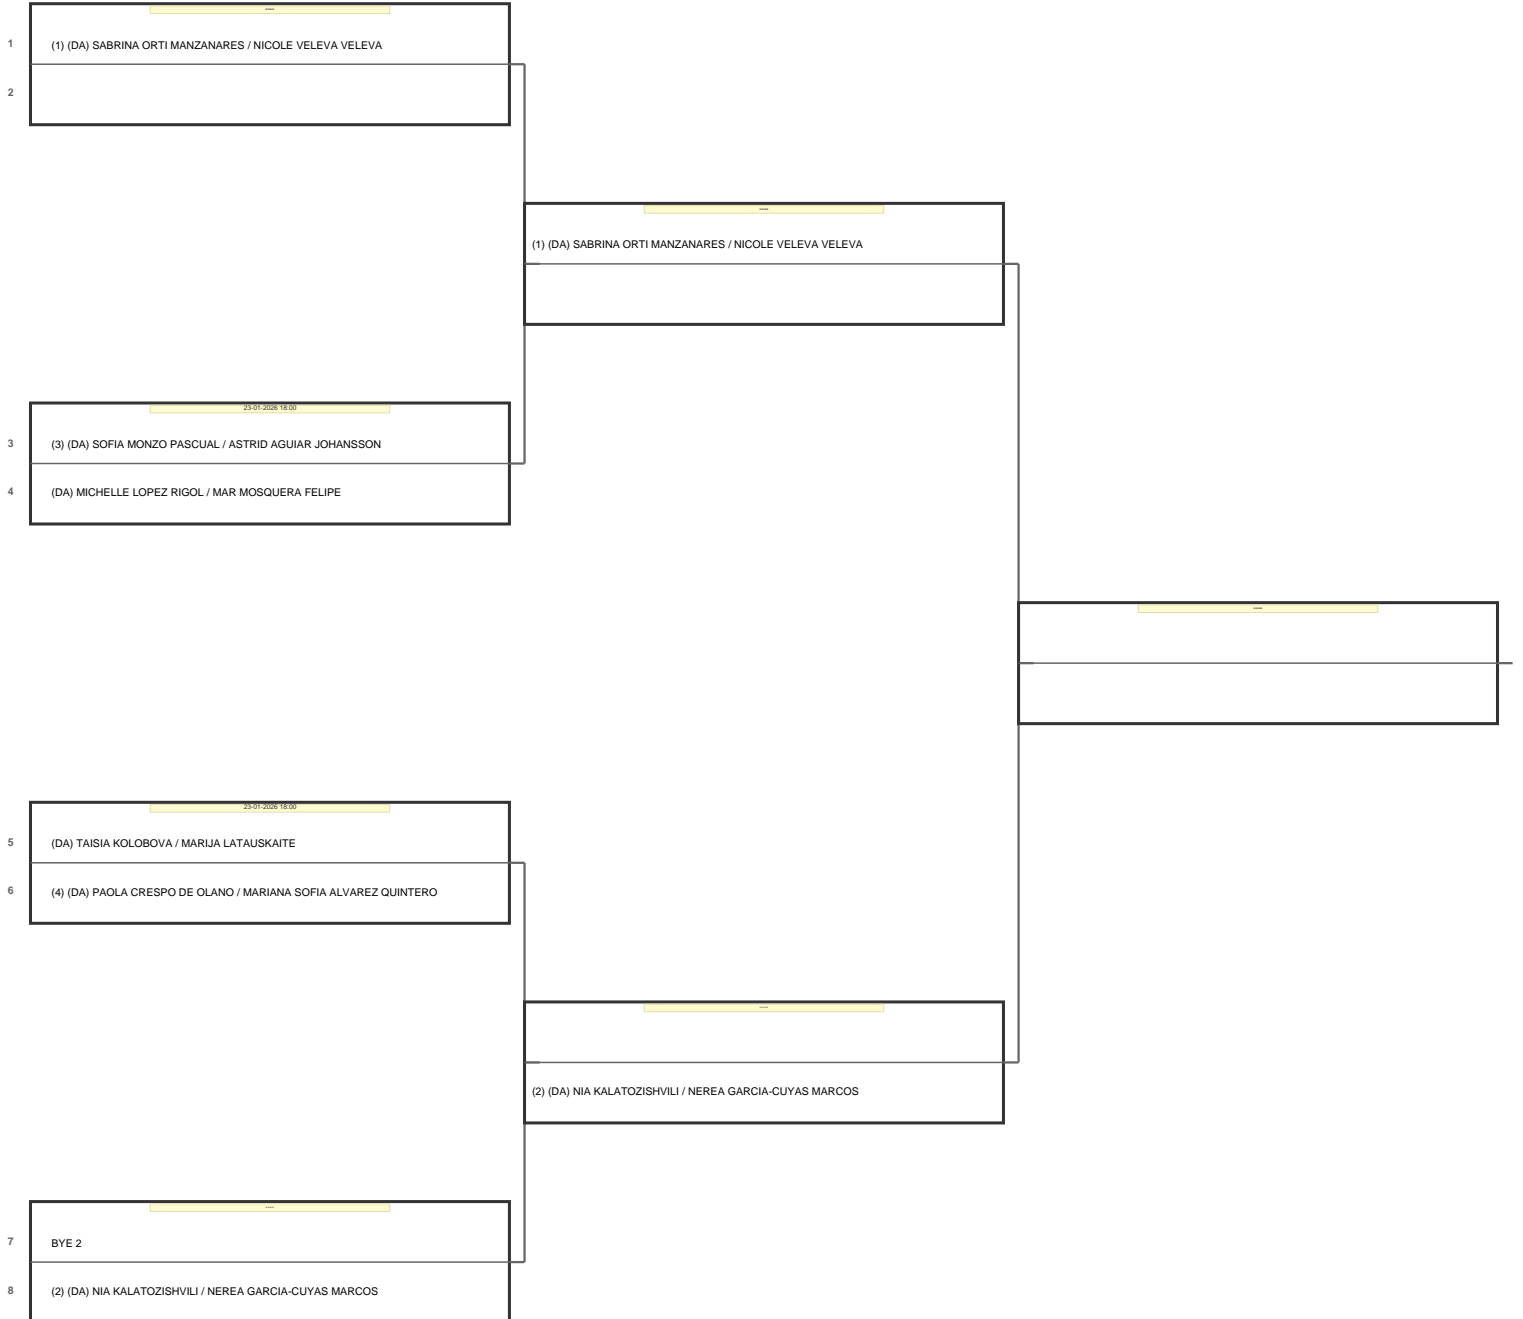 ----
1 (1) (DA) SABRINA ORTI MANZANARES / NICOLE VELEVA VELEVA
2
----
(1) (DA) SABRINA ORTI MANZANARES / NICOLE VELEVA VELEVA
23-01-2026 18:00
3 (3) (DA) SOFIA MONZO PASCUAL / ASTRID AGUIAR JOHANSSON
4 (DA) MICHELLE LOPEZ RIGOL / MAR MOSQUERA FELIPE
----
23-01-2026 18:00
5 (DA) TAISIA KOLOBOVA / MARIJA LATAUSKAITE
6 (4) (DA) PAOLA CRESPO DE OLANO / MARIANA SOFIA ALVAREZ QUINTERO
----
(2) (DA) NIA KALATOZISHVILI / NEREA GARCIA-CUYAS MARCOS
----
7 BYE 2
8 (2) (DA) NIA KALATOZISHVILI / NEREA GARCIA-CUYAS MARCOS